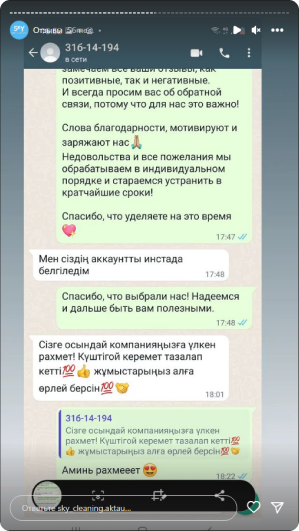 SKY
Отзывы
316-14-194
в сети
замечаем все ваши отзывы, как
позитивные, так и негативные.
И всегда просим вас об обратной
связи, потому что для нас это важно!
Слова благодарности, мотивируют и
заряжают нас🙏🏻
Недовольства и все пожелания мы
обрабатываем в индивидуальном
порядке и стараемся устранить в
кратчайшие сроки!
Спасибо, что уделяете на это время
💖
17:47
Мен сіздің аккаунтты инстада
белгіледім
17:48
Спасибо, что выбрали нас! Надеемся
и дальше быть вам полезными.
17:48
Сізге осындай компанияңызға үлкен
рахмет! Күштігой керемет тазалап
кетті💯👍 жұмыстарыңыз алға
өрлей берсін💯🤝
18:01
316-14-194
Сізге осындай компанияңызға үлкен
рахмет! Күштігой керемет тазалап кетті💯
👍 жұмыстарыңыз алға өрлей берсін💯🤝
Аминь рахмееет😍
18:22
Ответьте sky_cleaning.aktau...